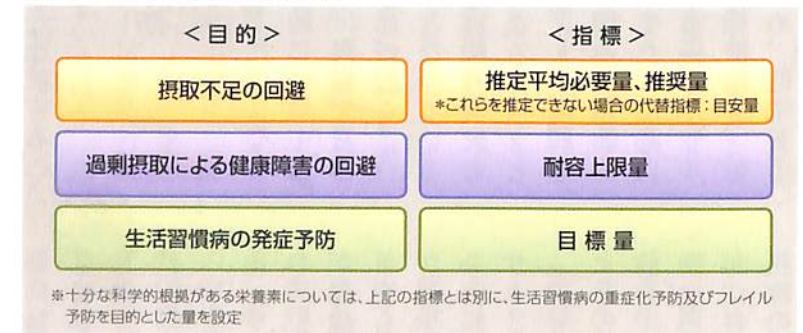 <目的>
<指標>
摂取不足の回避
推定平均必要量、推奨量
*これらを推定できない場合の代替指標:目安量
過剰摂取による健康障害の回避
耐容上限量
生活習慣病の発症予防
目標量
※十分な科学的根拠がある栄養素については、上記の指標とは別に、生活習慣病の重症化予防及びフレイル
予防を目的とした量を設定